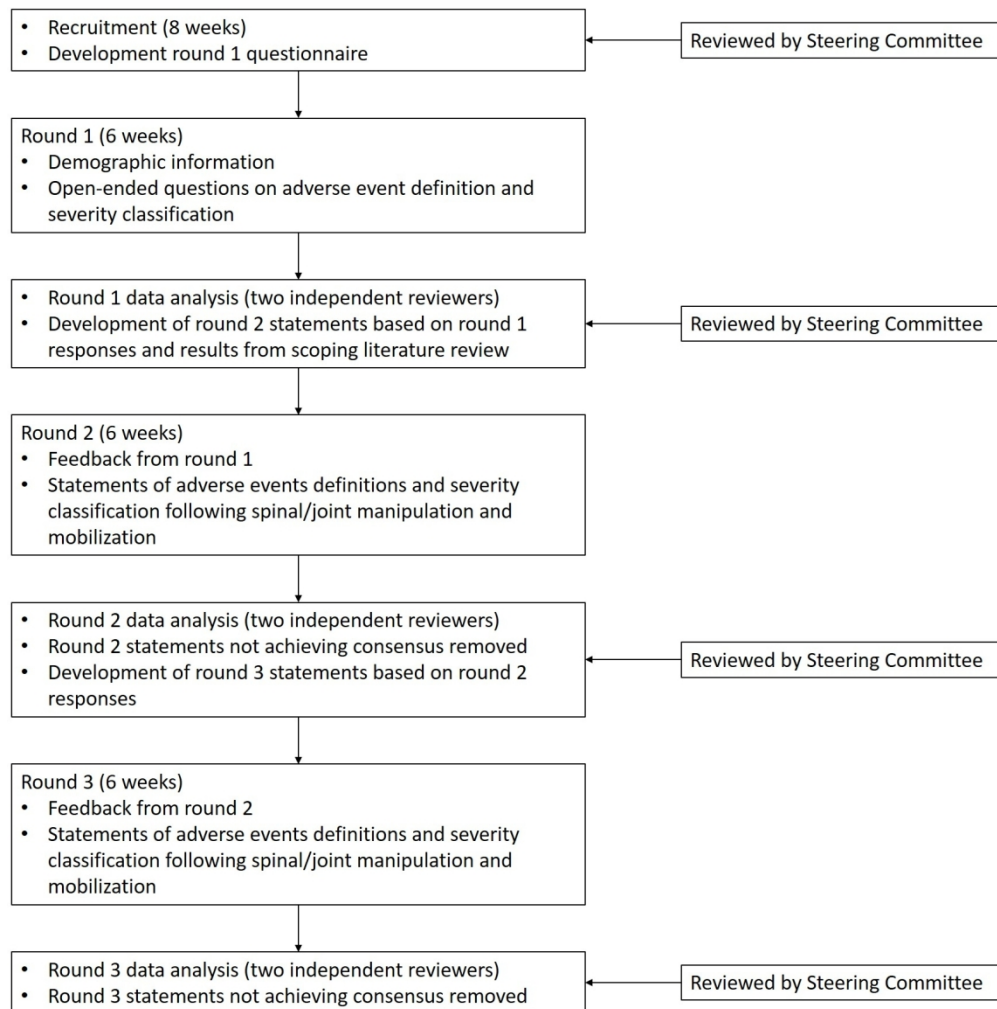 • Recruitment (8 weeks)
• Development round 1 questionnaire
Reviewed by Steering Committee
Round 1 (6 weeks)
• Demographic information
• Open-ended questions on adverse event definition and
severity classification
• Round 1 data analysis (two independent reviewers)
• Development of round 2 statements based on round 1
responses and results from scoping literature review
Reviewed by Steering Committee
Round 2 (6 weeks)
• Feedback from round 1
• Statements of adverse events definitions and severity
classification following spinal/joint manipulation and
mobilization
• Round 2 data analysis (two independent reviewers)
• Round 2 statements not achieving consensus removed
• Development of round 3 statements based on round 2
responses
Reviewed by Steering Committee
Round 3 (6 weeks)
• Feedback from round 2
• Statements of adverse events definitions and severity
classification following spinal/joint manipulation and
mobilization
• Round 3 data analysis (two independent reviewers)
• Round 3 statements not achieving consensus removed
Reviewed by Steering Committee